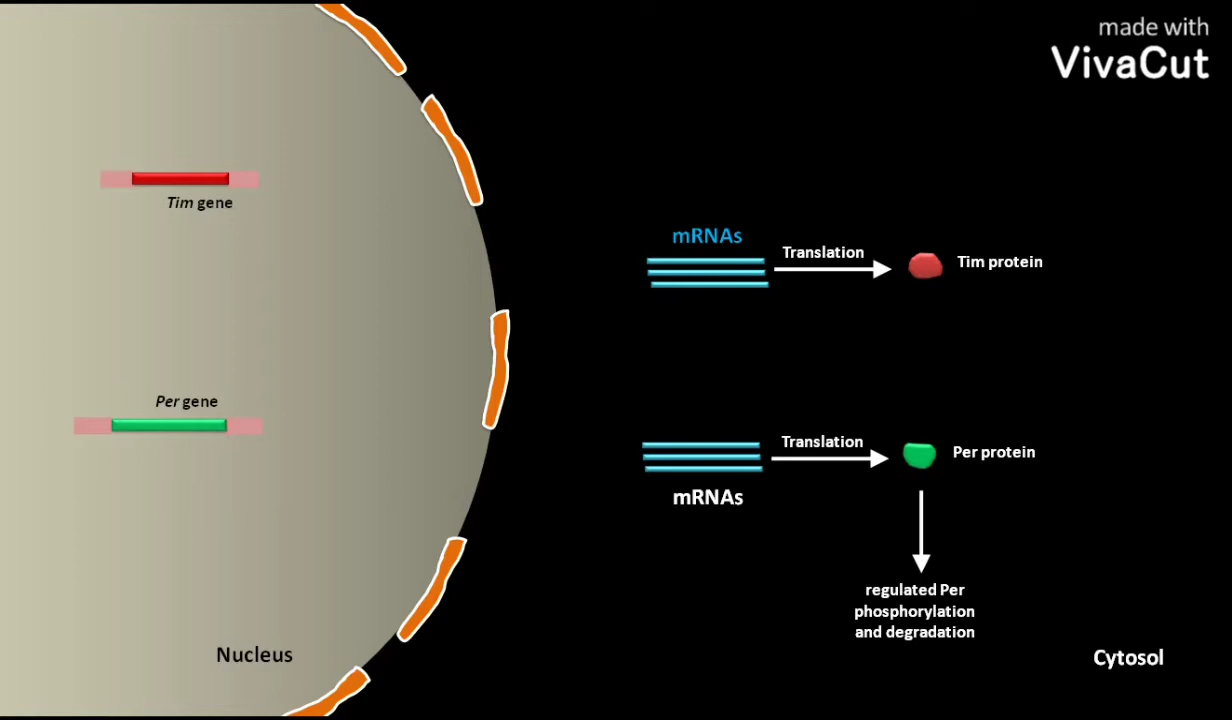 made with
VivaCut
Tim gene
mRNAs
Translation
Tim protein
Per gene
Translation
Per protein
mRNAs
regulated Per
phosphorylation
and degradation
Nucleus
Cytosol